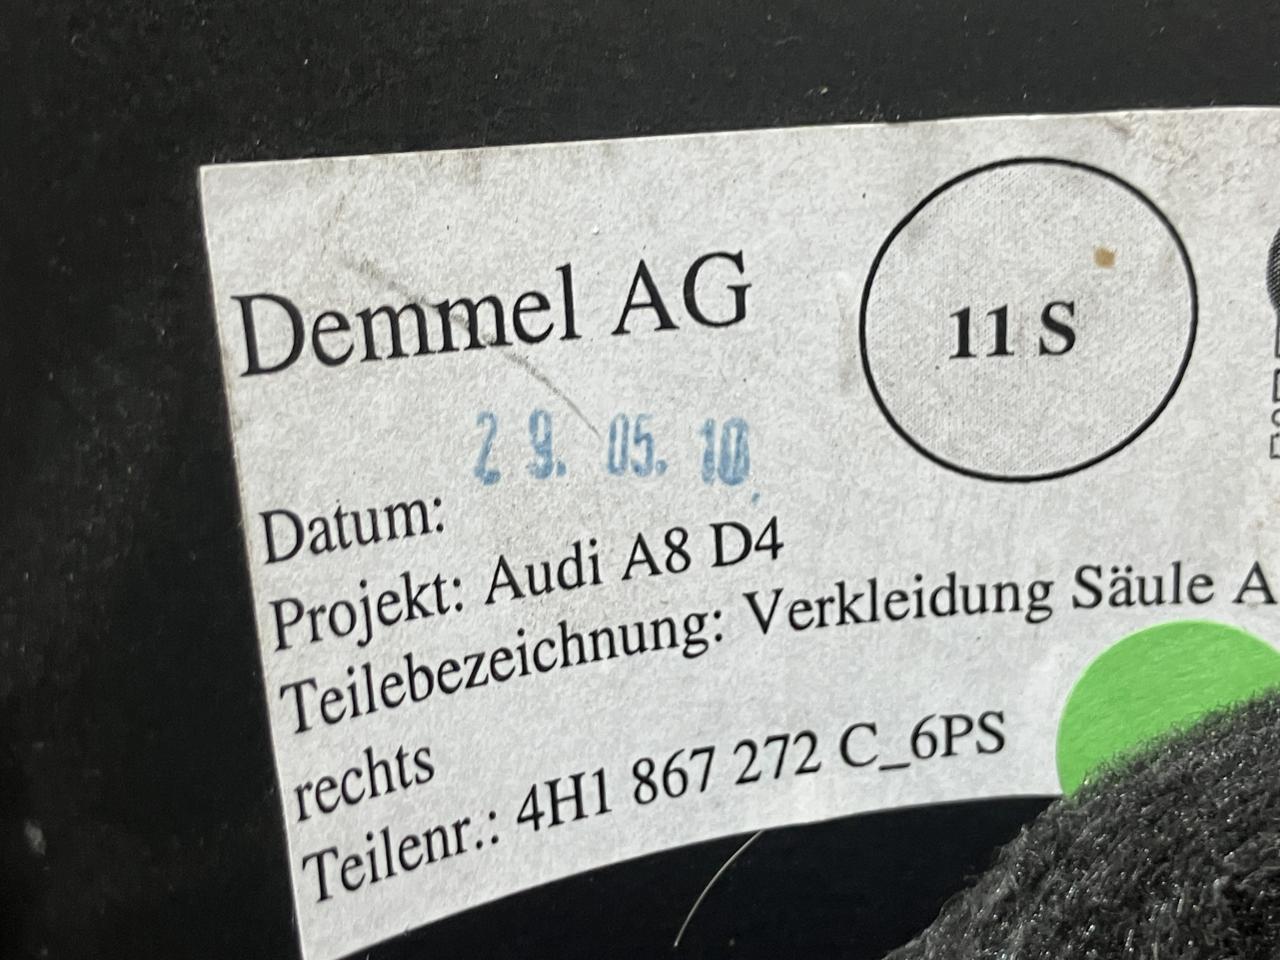 Demmel AG
11 S
29. 05. 10
Datum:
Projekt: Audi A8 D4
Teilebezeichnung: Verkleidung Säule A
rechts
Teilenr.: 4H1 867 272 C_6PS